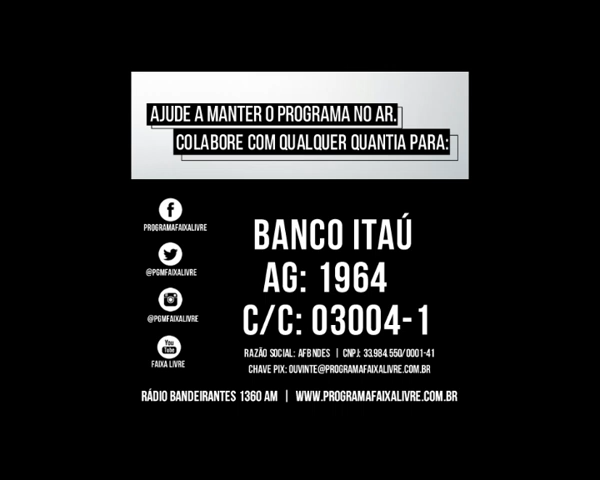 AJUDE A MANTER O PROGRAMA NO AR.
COLABORE COM QUALQUER QUANTIA PARA:
PROGRAMAFAIXALIVRE
@PGMFAIXALIVRE
@PGMFAIXALIVRE
You
Tube
FAIXA LIVRE
BANCO ITAÚ
AG: 1964
C/C: 03004-1
RAZÃO SOCIAL: AFBNDES | CNPJ: 33.984.550/0001-41
CHAVE PIX: OUVINTE@PROGRAMAFAIXALIVRE.COM.BR
RÁDIO BANDEIRANTES 1360 AM | WWW.PROGRAMAFAIXALIVRE.COM.BR